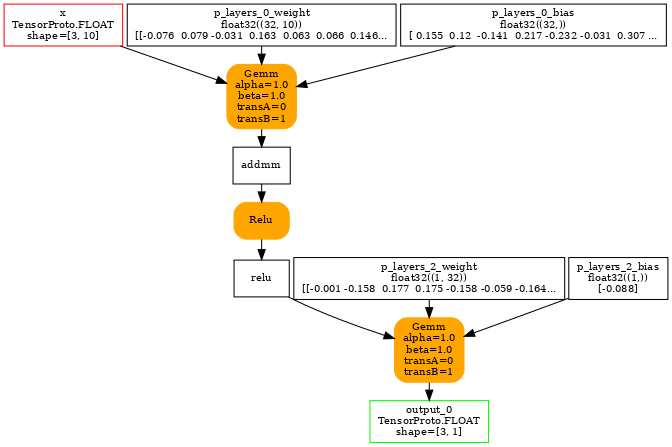 x
TensorProto.FLOAT
shape=[3, 10]
p_layers_0_weight
float32((32, 10))
[[-0.076  0.079 -0.031  0.163  0.063  0.066  0.146...
p_layers_0_bias
float32((32,))
[ 0.155  0.12  -0.141  0.217 -0.232 -0.031  0.307 ...
Gemm
alpha=1.0
beta=1.0
transA=0
transB=1
addmm
Relu
relu
p_layers_2_weight
float32((1, 32))
[[-0.001 -0.158  0.177  0.175 -0.158 -0.059 -0.164...
p_layers_2_bias
float32((1,))
[-0.088]
Gemm
alpha=1.0
beta=1.0
transA=0
transB=1
output_0
TensorProto.FLOAT
shape=[3, 1]